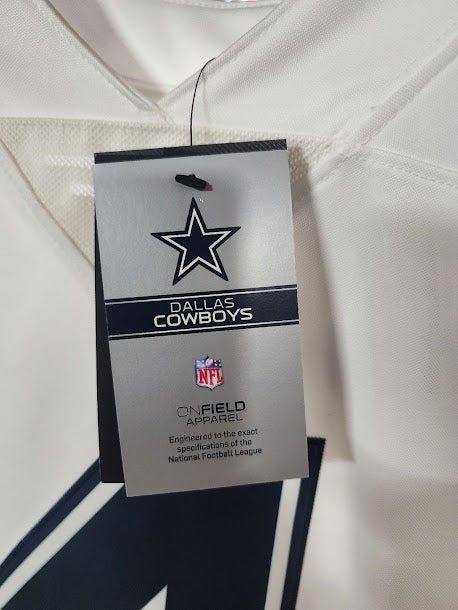 DALLAS
COWBOYS
NFL
ONFIELD
APPAREL
Engineered to the exact
specifications of the
National Football League